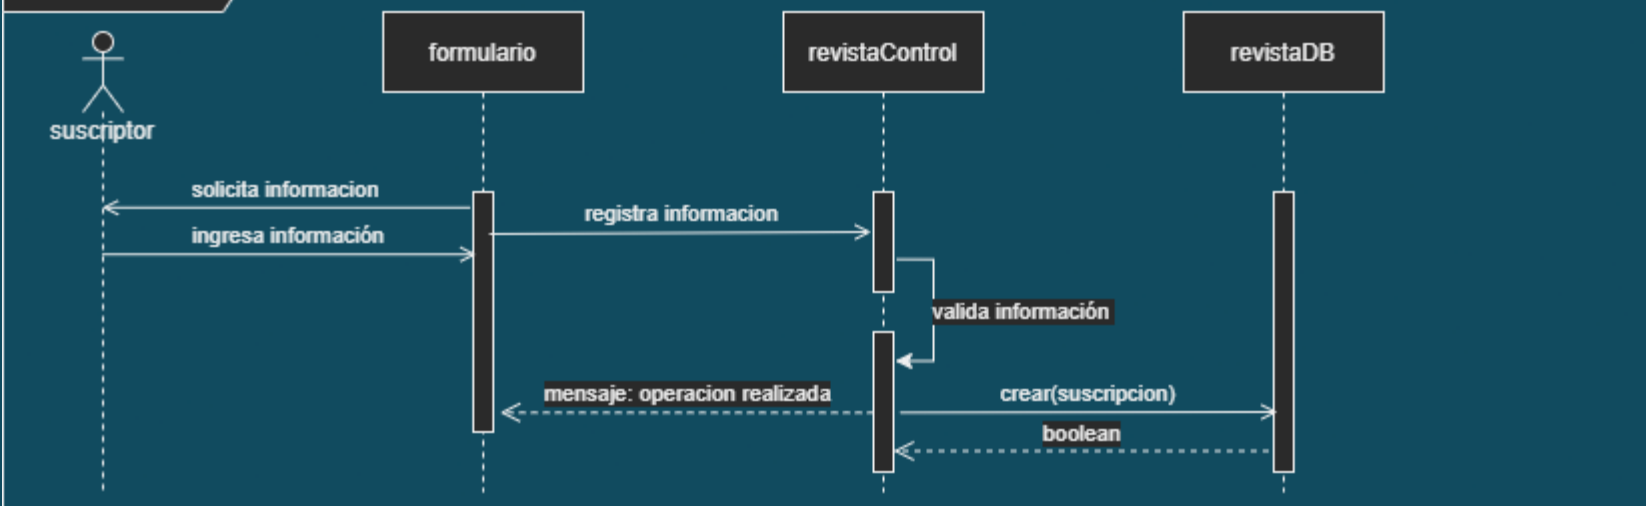 formulario
revistaControl
revistaDB
suscriptor
solicita informacion
registra informacion
ingresa información
valida información
mensaje: operacion realizada
crear(suscripcion)
boolean